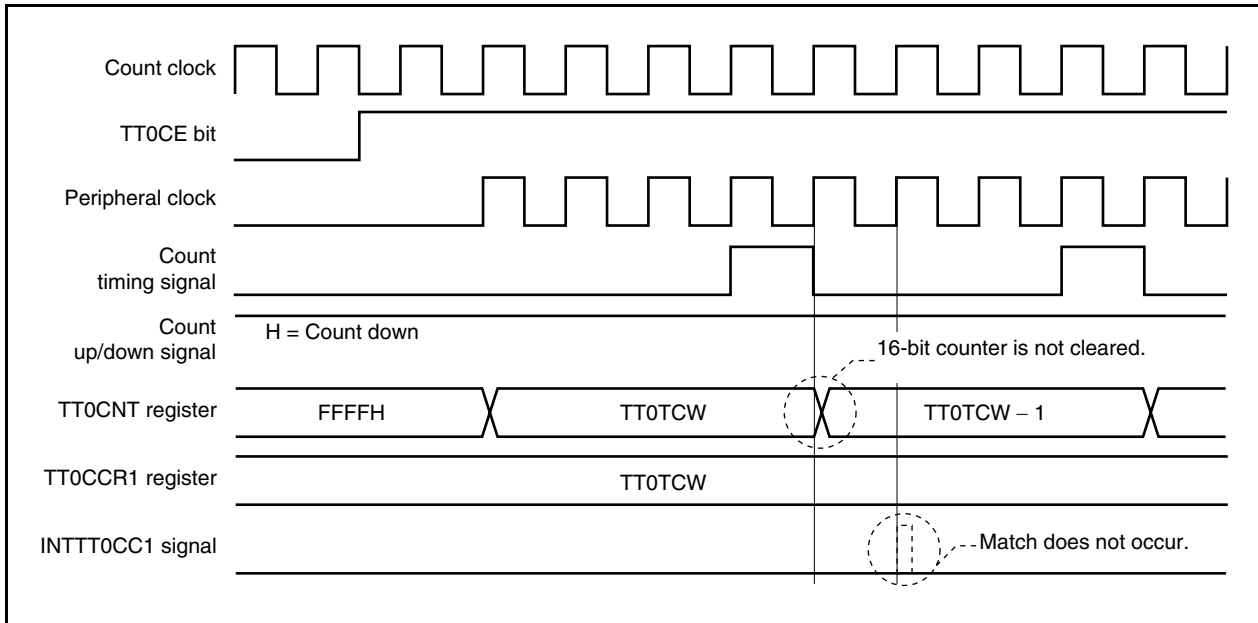 Count clock
TT0CE bit
Peripheral clock
Count
timing signal
Count
up/down signal
H = Count down
16-bit counter is not cleared.
TT0CNT register
FFFFH
TT0TCW
TT0TCW – 1
TT0CCR1 register
TT0TCW
INTTT0CC1 signal
Match does not occur.